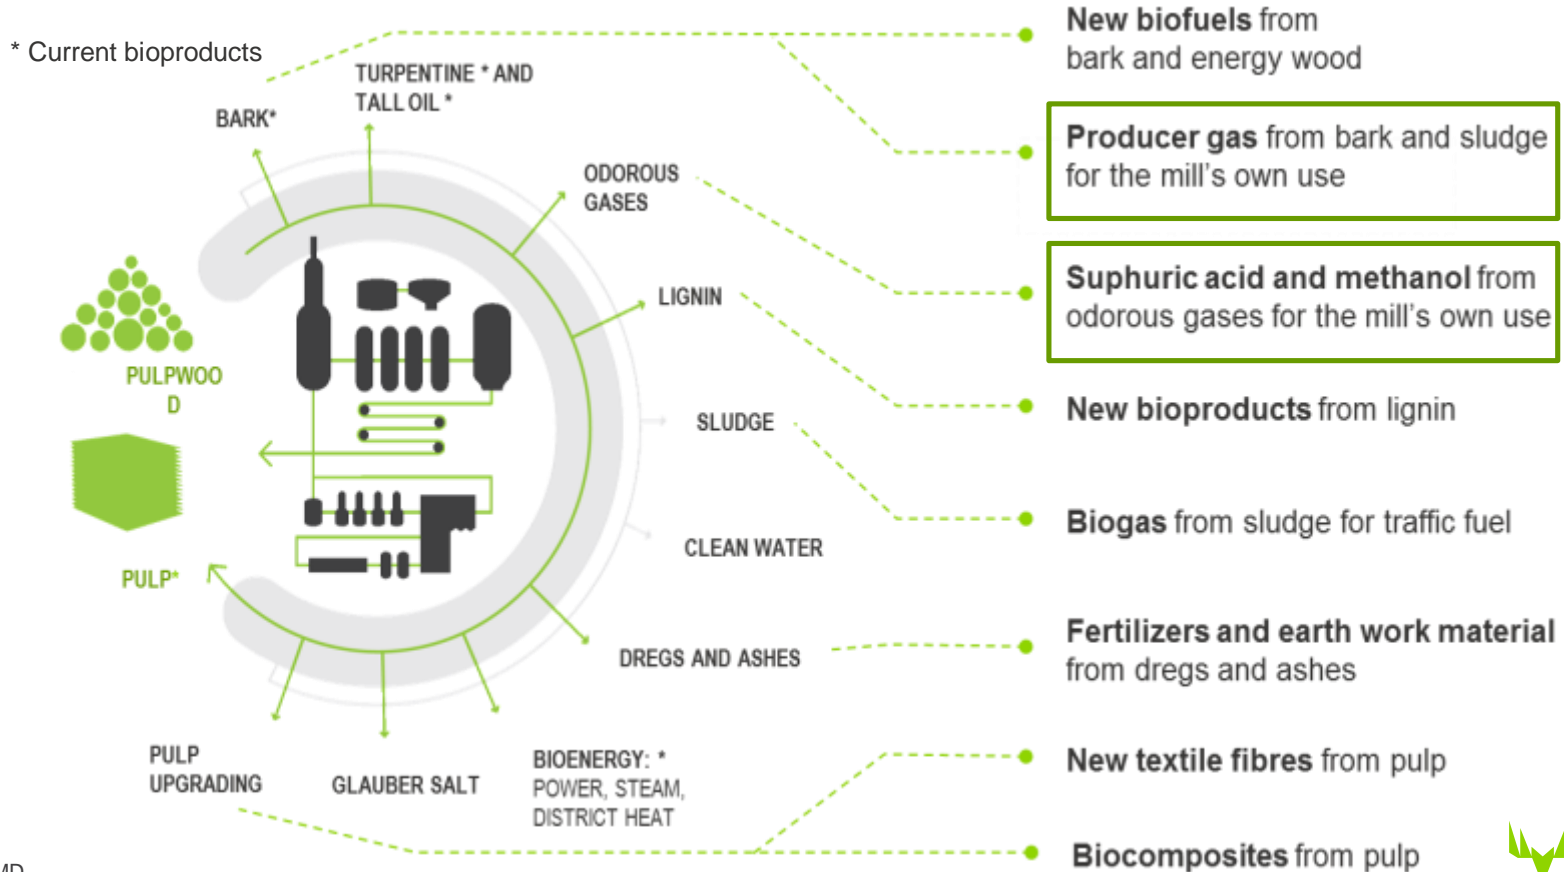 * Current bioproducts
TURPENTINE * AND
TALL OIL *
BARK*
ODOROUS
GASES
LIGNIN
SLUDGE
CLEAN WATER
DREGS AND ASHES
BIOENERGY: *
POWER, STEAM,
DISTRICT HEAT
GLAUBER SALT
PULP
UPGRADING
PULPWOO
D
PULP*
New biofuels from
bark and energy wood
Producer gas from bark and sludge
for the mill's own use
Suphuric acid and methanol from
odorous gases for the mill's own use
New bioproducts from lignin
Biogas from sludge for traffic fuel
Fertilizers and earth work material
from dregs and ashes
New textile fibres from pulp
Biocomposites from pulp